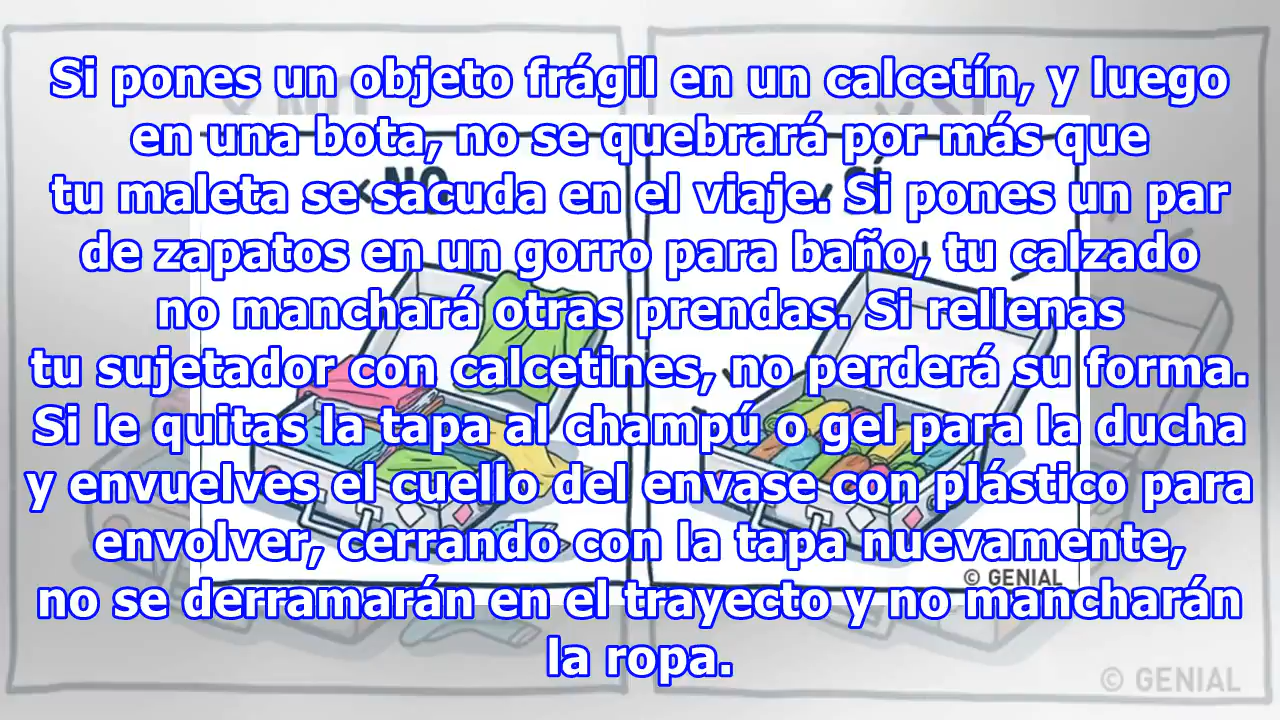 Si pones un objeto frágil en un calcetín, y luego
en una bota, no se quebrará por más que
tu maleta se sacuda en el viaje. Si pones un par
de zapatos en un gorro para baño, tu calzado
no manchará otras prendas. Si rellenas
tu sujetador con calcetines, no perderá su forma.
Si le quitas la tapa al champú o gel para la ducha
y envuelves el cuello del envase con plástico para
envolver, cerrando con la tapa nuevamente,
no se derramarán en el trayecto y no mancharán
la ropa.
NO
SÍ
© GENIAL
© GENIAL